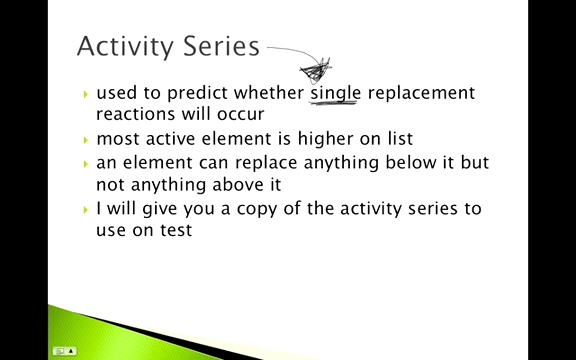 Activity Series
used to predict whether single replacement
reactions will occur
most active element is higher on list
an element can replace anything below it but
not anything above it
I will give you a copy of the activity series to
use on test